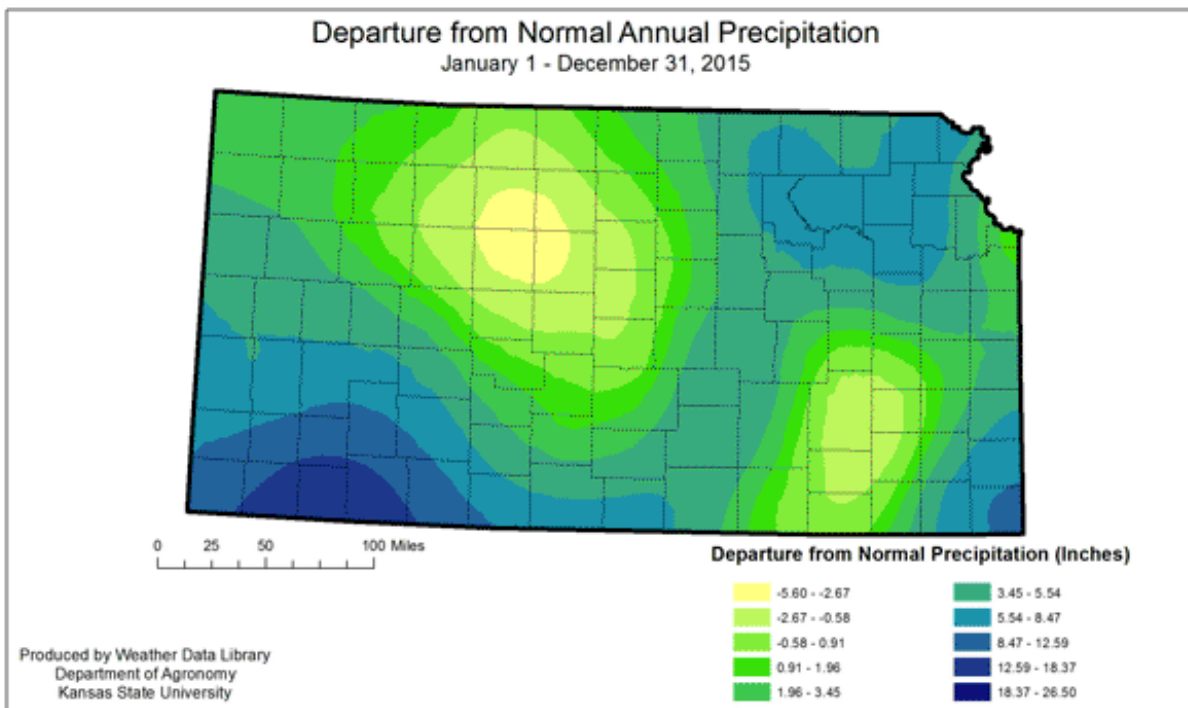 Departure from Normal Annual Precipitation
January 1 - December 31, 2015
0 25 50 100 Miles
Departure from Normal Precipitation (Inches)
-5.60 - -2.67
-2.67 - -0.58
-0.58 - 0.91
0.91 - 1.96
1.96 - 3.45
3.45 - 5.54
5.54 - 8.47
8.47 - 12.59
12.59 - 18.37
18.37 - 26.50
Produced by Weather Data Library
Department of Agronomy
Kansas State University